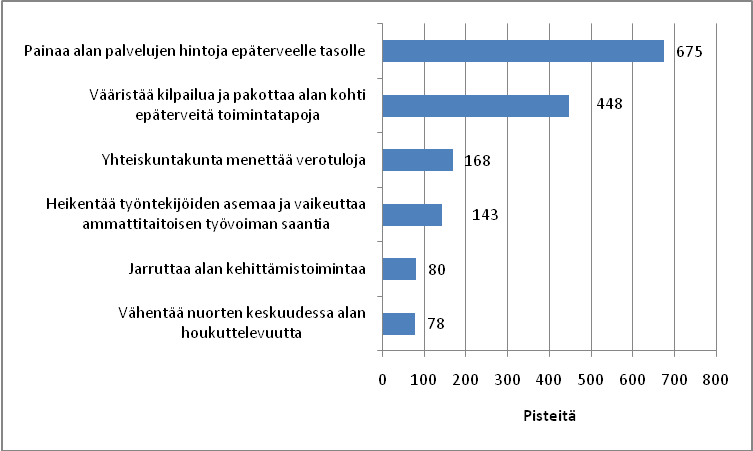 Painaa alan palvelujen hintoja epäterveelle tasolle
675
Vääristää kilpailua ja pakottaa alan kohti
epäterveitä toimintatapoja
448
Yhteiskuntakunta menettää verotuloja
168
Heikentää työntekijöiden asemaa ja vaikeuttaa
ammattitaitoisen työvoiman saantia
143
Jarruttaa alan kehittämistoimintaa
80
Vähentää nuorten keskuudessa alan
houkuttelevuutta
78
0 100 200 300 400 500 600 700 800
Pisteitä